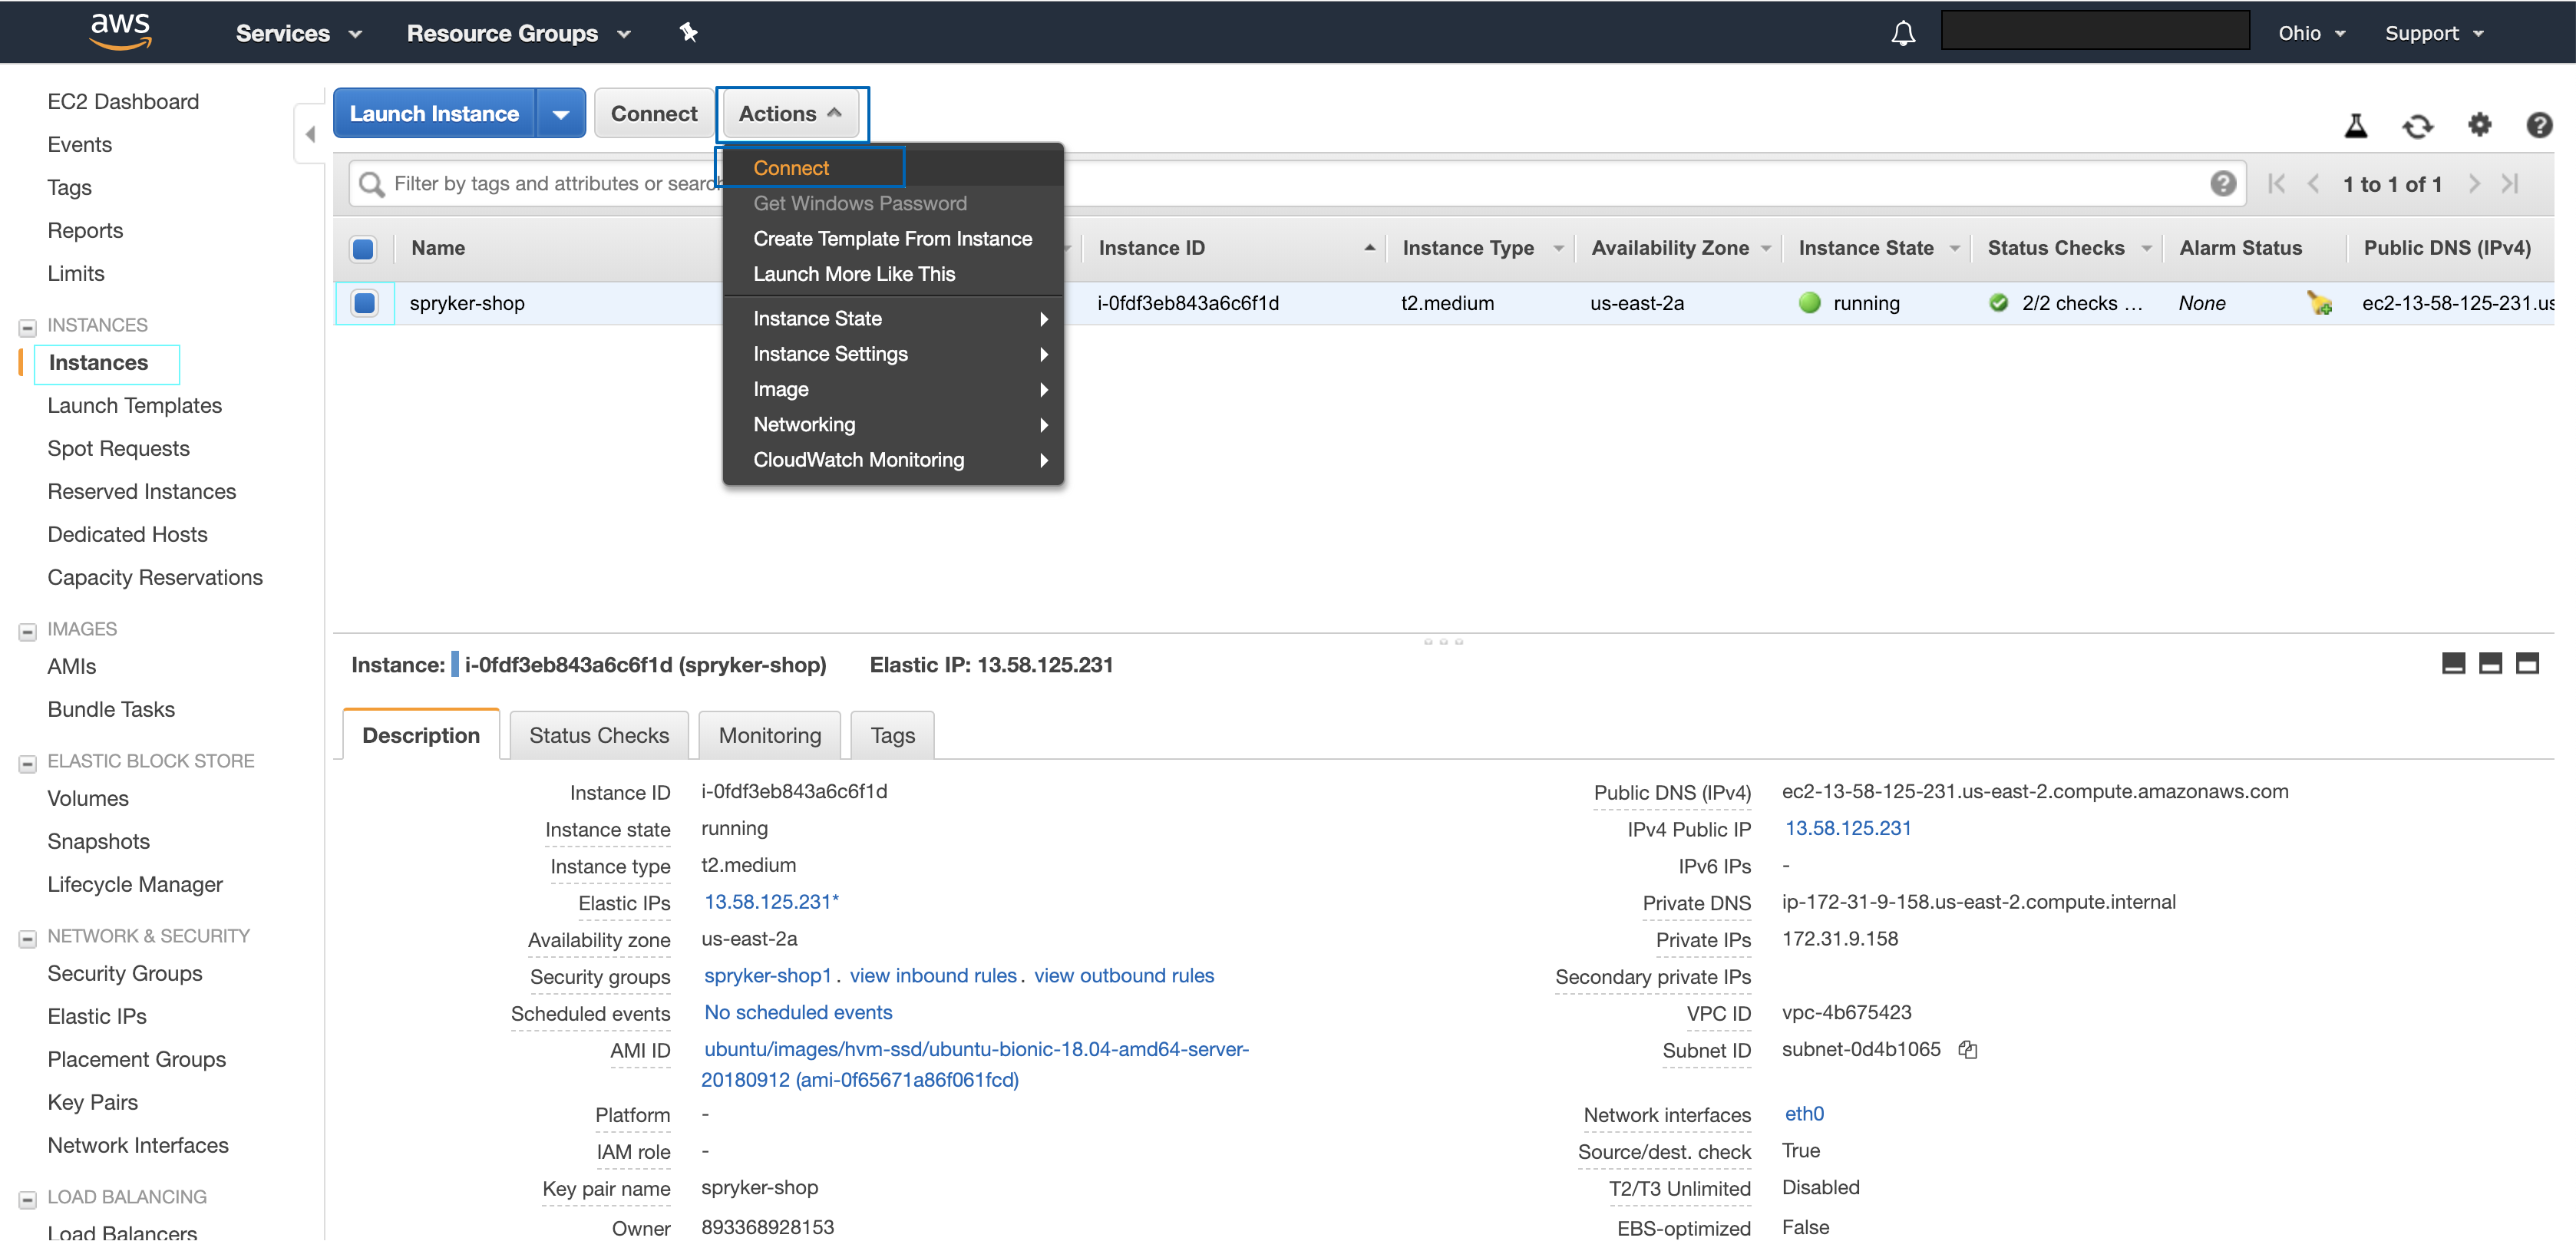 aws
Services
Resource Groups
Ohio
Support
EC2 Dashboard
Events
Tags
Reports
Limits
INSTANCES
Instances
Launch Templates
Spot Requests
Reserved Instances
Dedicated Hosts
Capacity Reservations
IMAGES
AMIs
Bundle Tasks
ELASTIC BLOCK STORE
Volumes
Snapshots
Lifecycle Manager
NETWORK & SECURITY
Security Groups
Elastic IPs
Placement Groups
Key Pairs
Network Interfaces
LOAD BALANCING
Load Balancers
Launch Instance
Connect
Actions
Filter by tags and attributes or search
1 to 1 of 1
Connect
Get Windows Password
Create Template From Instance
Launch More Like This
Instance State
Instance Settings
Image
Networking
CloudWatch Monitoring
Name Instance ID Instance Type Availability Zone Instance State Status Checks Alarm Status Public DNS (IPv4)
spryker-shop i-0fdf3eb843a6c6f1d t2.medium us-east-2a running 2/2 checks … None ec2-13-58-125-231.us
Instance: i-0fdf3eb843a6c6f1d (spryker-shop) Elastic IP: 13.58.125.231
Description Status Checks Monitoring Tags
Instance ID i-0fdf3eb843a6c6f1d
Instance state running
Instance type t2.medium
Elastic IPs 13.58.125.231*
Availability zone us-east-2a
Security groups spryker-shop1. view inbound rules. view outbound rules
Scheduled events No scheduled events
AMI ID ubuntu/images/hvm-ssd/ubuntu-bionic-18.04-amd64-server-
20180912 (ami-0f65671a86f061fcd)
Platform -
IAM role -
Key pair name spryker-shop
Owner 893368928153
Public DNS (IPv4) ec2-13-58-125-231.us-east-2.compute.amazonaws.com
IPv4 Public IP 13.58.125.231
IPv6 IPs -
Private DNS ip-172-31-9-158.us-east-2.compute.internal
Private IPs 172.31.9.158
Secondary private IPs
VPC ID vpc-4b675423
Subnet ID subnet-0d4b1065
Network interfaces eth0
Source/dest. check True
T2/T3 Unlimited Disabled
EBS-optimized False